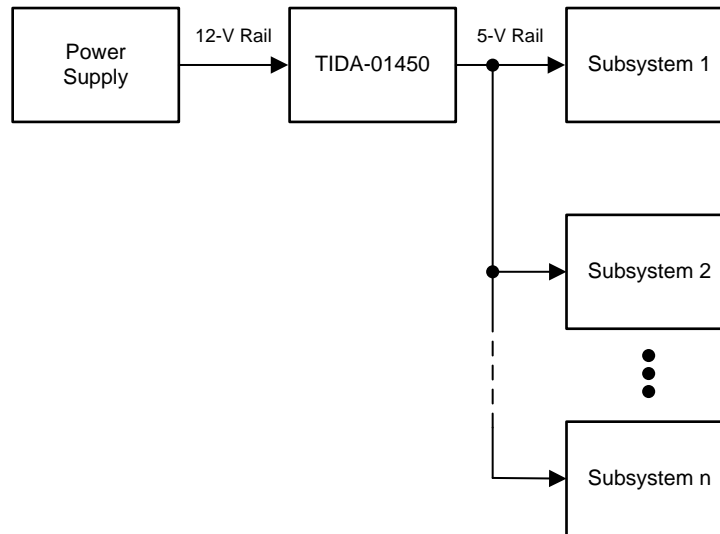 Power
Supply
12-V Rail
TIDA-01450
5-V Rail
Subsystem 1
Subsystem 2
Subsystem n